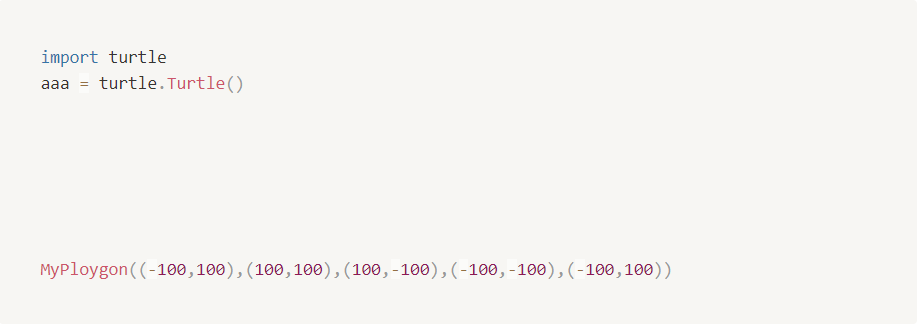 import turtle
aaa = turtle.Turtle()
MyPloygon((-100,100),(100,100),(100,-100),(-100,-100),(-100,100))